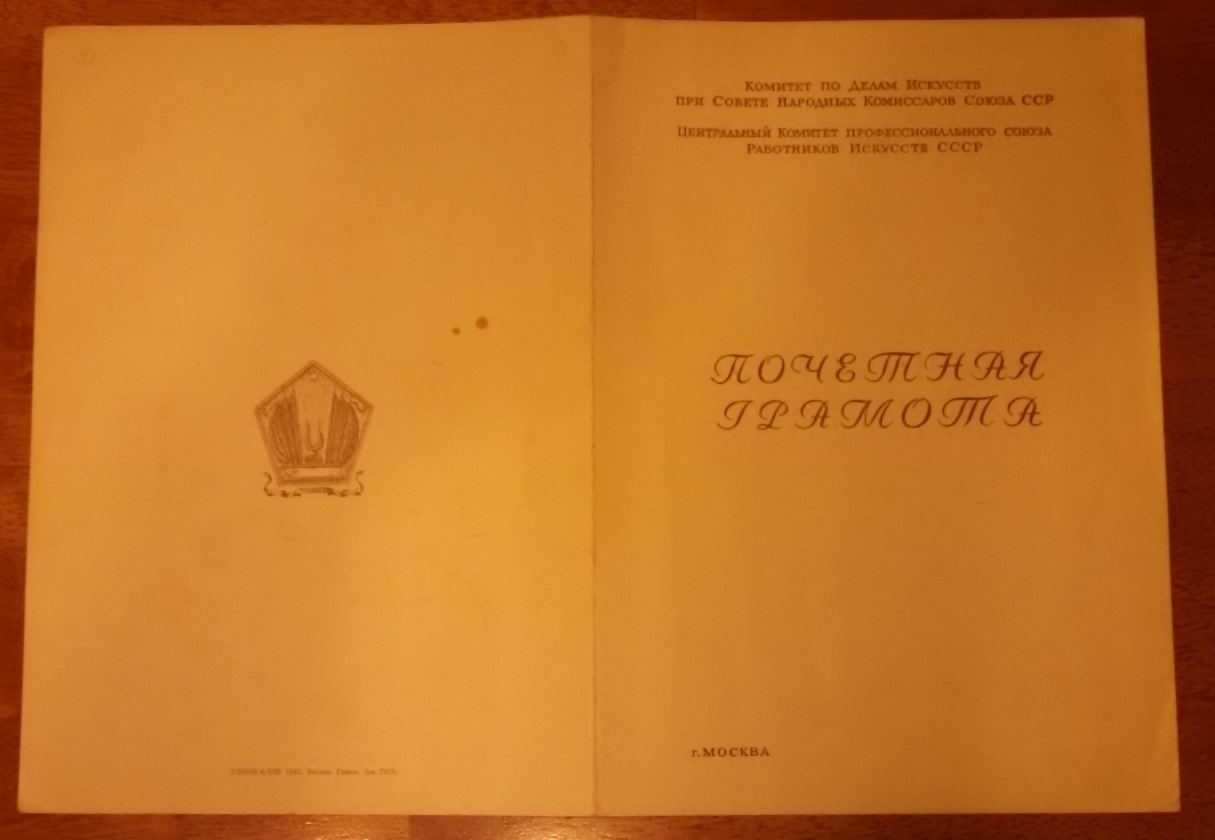 Комитет по Делам Искусств
при Совете Народных Комиссаров Союза ССР
Центральный Комитет профессионального союза
Работников Искусств СССР
ПОЧЕТНАЯ
ГРАМОТА
г. МОСКВА